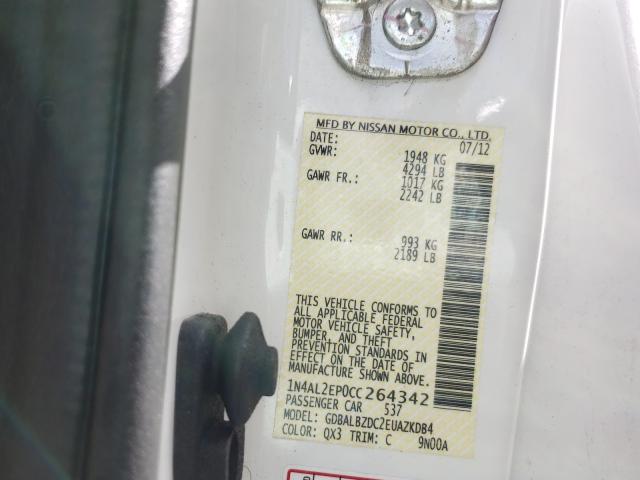 MFD BY NISSAN MOTOR CO., LTD.
DATE: 07/12
GVWR: 1948 KG
4294 LB
GAWR FR.: 1017 KG
2242 LB
GAWR RR.: 993 KG
2189 LB
THIS VEHICLE CONFORMS TO
ALL APPLICABLE FEDERAL
MOTOR VEHICLE SAFETY,
BUMPER, AND THEFT
PREVENTION STANDARDS IN
EFFECT ON THE DATE OF
MANUFACTURE SHOWN ABOVE.
1N4AL2EP0CC264342
PASSENGER CAR 537
MODEL: GDBALBZDC2EUAZKDB4
COLOR: QX3 TRIM: C 9N00A